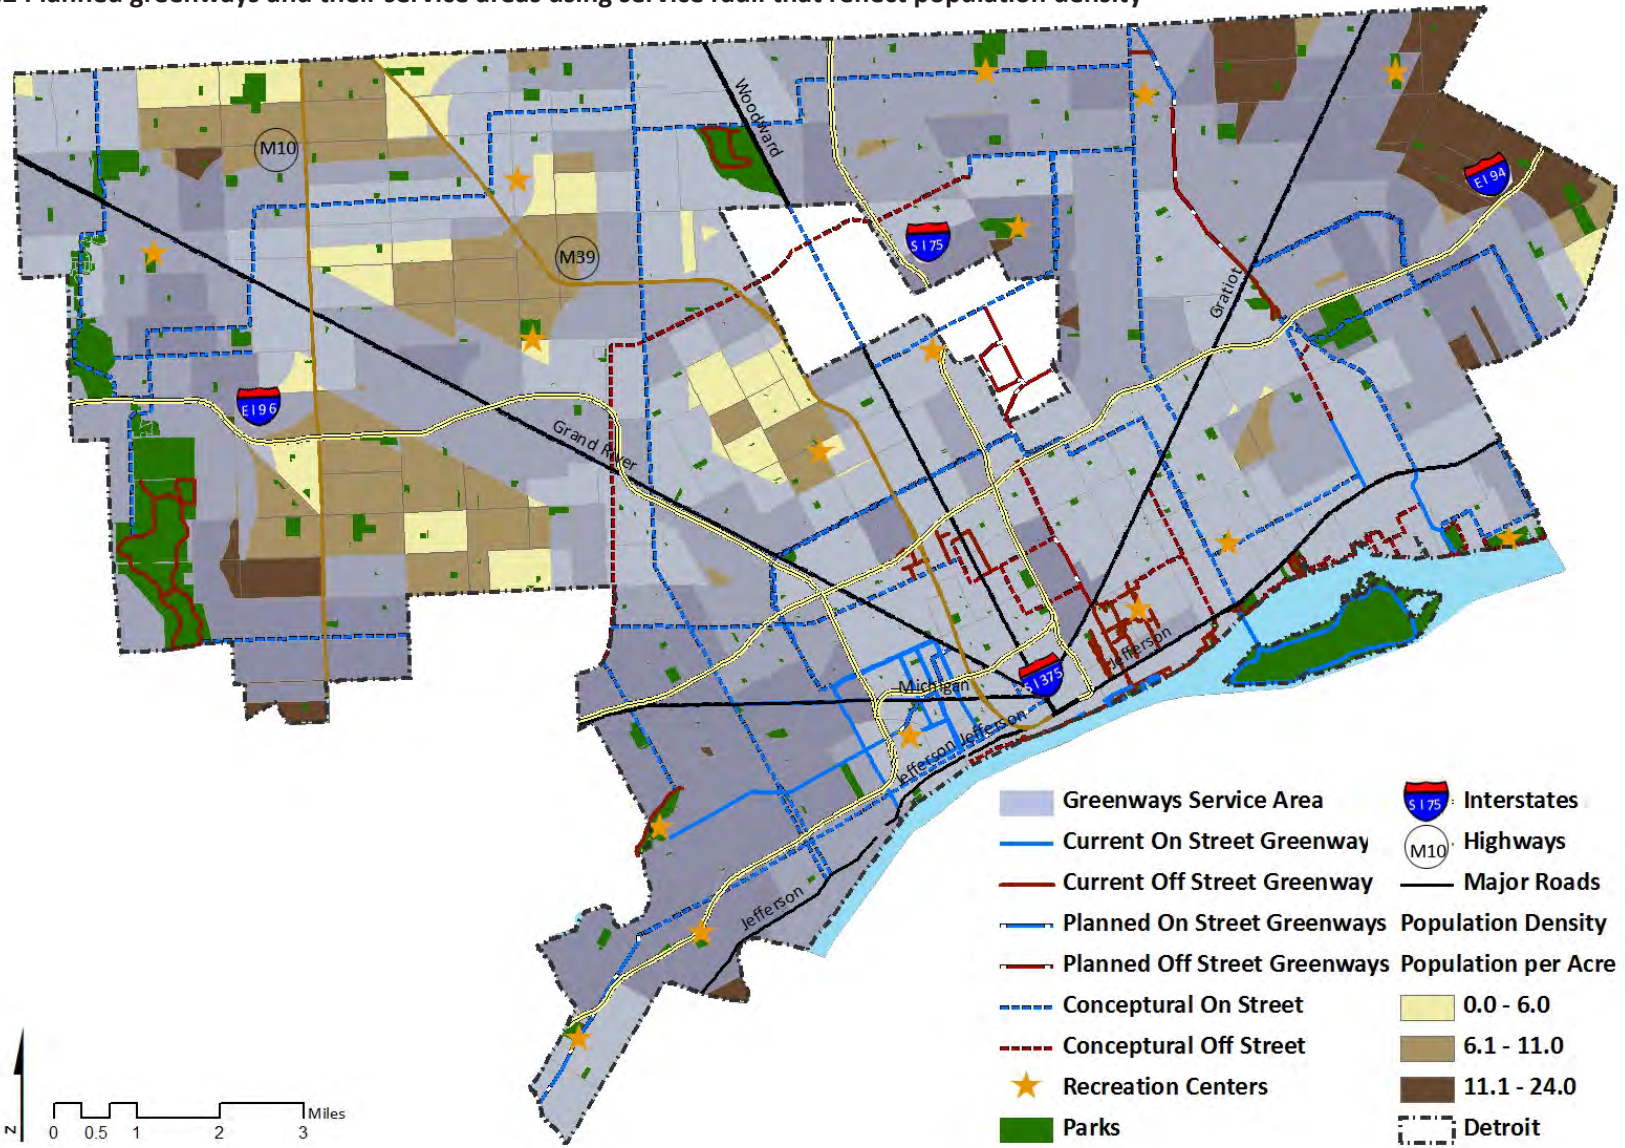 Planned greenways and their service areas using service radii that reflect population density
Woodward
M10
E I 94
S I 75
M39
Gratiot
E I 96
Grand River
Jefferson
S I 375
Michigan
Jefferson
Jefferson
Jefferson
Greenways Service Area
Current On Street Greenway
Current Off Street Greenway
Planned On Street Greenways
Planned Off Street Greenways
Conceptural On Street
Conceptural Off Street
Recreation Centers
Parks
S I 75
Interstates
M10
Highways
Major Roads
Population Density
Population per Acre
0.0 - 6.0
6.1 - 11.0
11.1 - 24.0
Detroit
N
Miles
0 0.5 1 2 3